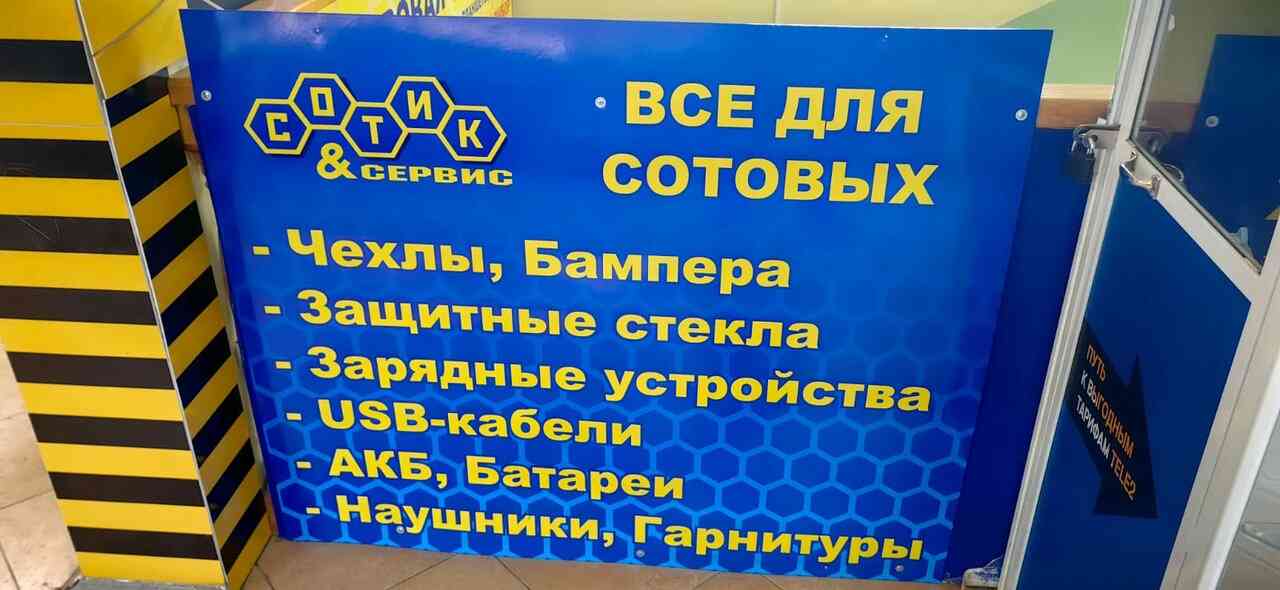 СОТИК
& СЕРВИС
ВСЕ ДЛЯ
СОТОВЫХ
- Чехлы, Бампера
- Защитные стекла
- Зарядные устройства
- USB-кабели
- АКБ, Батареи
- Наушники, Гарнитуры
ПУТЬ
К ВЫГОДНЫМ
ТАРИФАМ TELE2